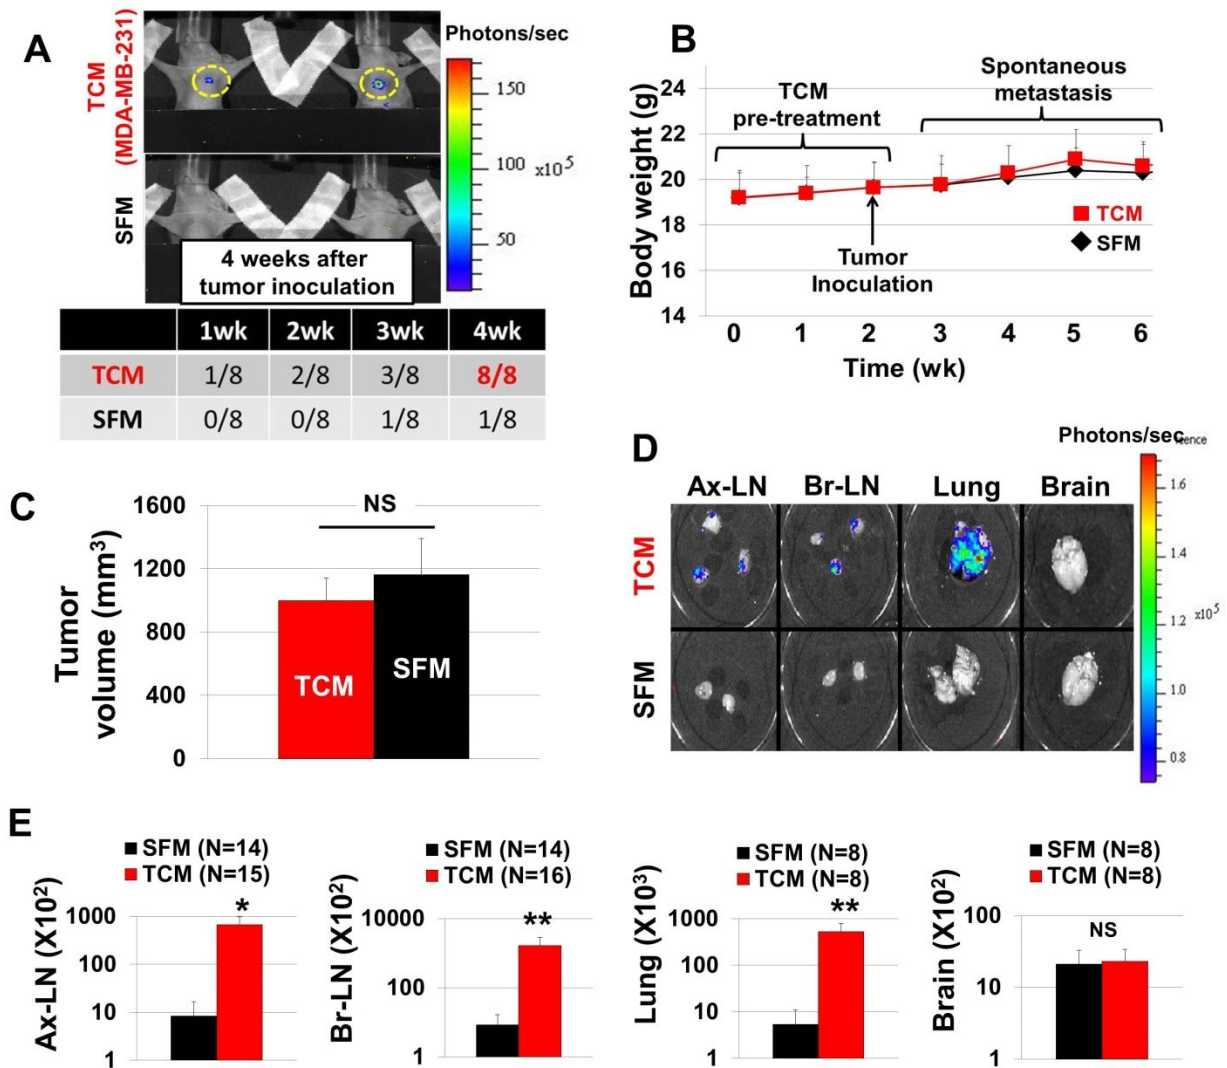 A
TCM
(MDA-MB-231)
SFM
Photons/sec
150
100
x10⁵
50
4 weeks after
tumor inoculation
1wk 2wk 3wk 4wk
TCM 1/8 2/8 3/8 8/8
SFM 0/8 0/8 1/8 1/8
B
Body weight (g)
24
22
20
18
16
14
TCM
pre-treatment
Spontaneous
metastasis
Tumor
Inoculation
TCM
SFM
0 1 2 3 4 5 6
Time (wk)
C
Tumor
volume (mm³)
1600
1200
800
400
0
NS
TCM
SFM
D
Photons/sec
Ax-LN Br-LN Lung Brain
TCM
SFM
1.6
1.4
1.2
x10⁵
1.0
0.8
E
SFM (N=14)
TCM (N=15)
Ax-LN (X10²)
1000
100
10
1
*
SFM (N=14)
TCM (N=16)
Br-LN (X10²)
10000
100
1
**
SFM (N=8)
TCM (N=8)
Lung (X10³)
1000
100
10
1
**
SFM (N=8)
TCM (N=8)
Brain (X10²)
100
10
1
NS